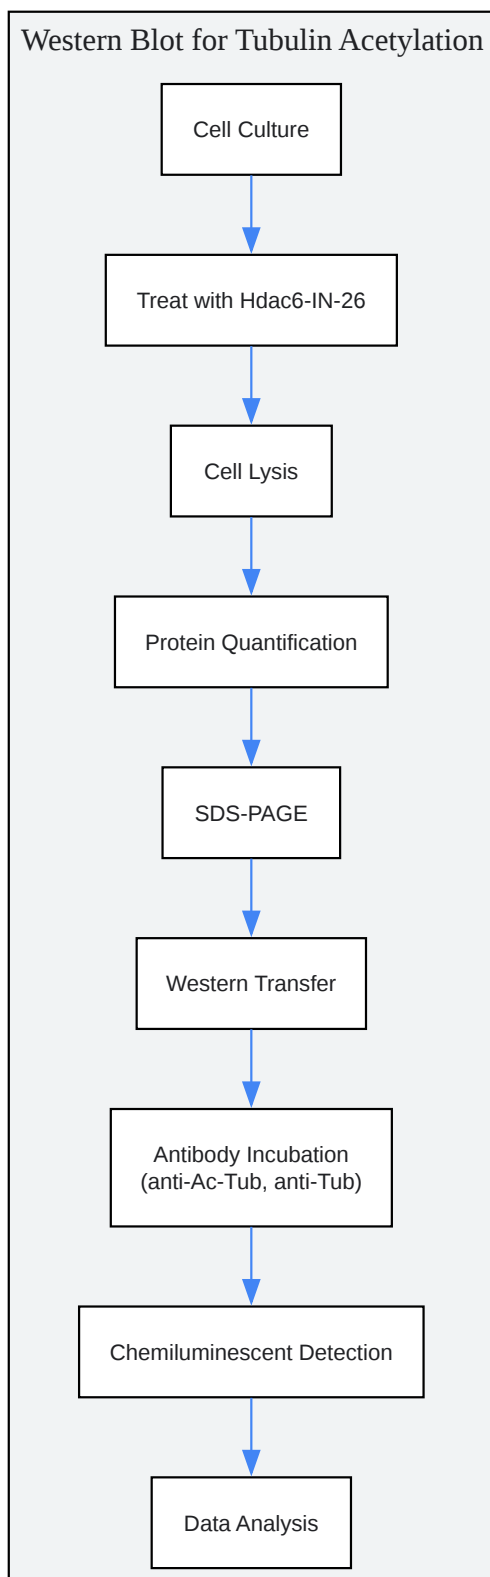 Western Blot for Tubulin Acetylation
Cell Culture
Treat with Hdac6-IN-26
Cell Lysis
Protein Quantification
SDS-PAGE
Western Transfer
Antibody Incubation
(anti-Ac-Tub, anti-Tub)
Chemiluminescent Detection
Data Analysis